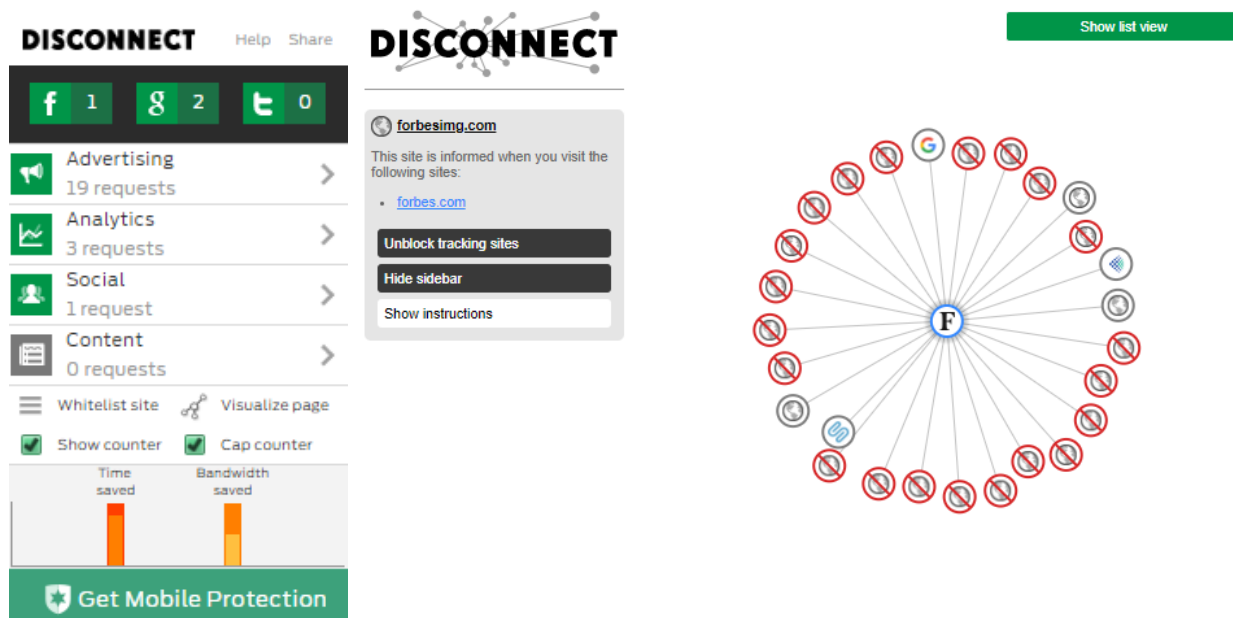 DISCONNECT Help Share
f 1 g 2 t 0
Advertising
19 requests
Analytics
3 requests
Social
1 request
Content
0 requests
Whitelist site Visualize page
Show counter Cap counter
Time saved
Bandwidth saved
Get Mobile Protection
DISCONNECT
forbesimg.com
This site is informed when you visit the
following sites:
• forbes.com
Unblock tracking sites
Hide sidebar
Show instructions
Show list view
G
F